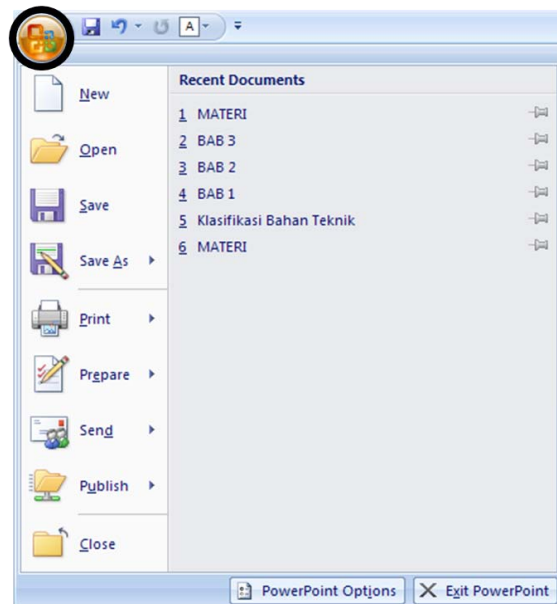 A
New
Open
Save
Save As
Print
Prepare
Send
Publish
Close
Recent Documents
1 MATERI
2 BAB 3
3 BAB 2
4 BAB 1
5 Klasifikasi Bahan Teknik
6 MATERI
PowerPoint Options
Exit PowerPoint